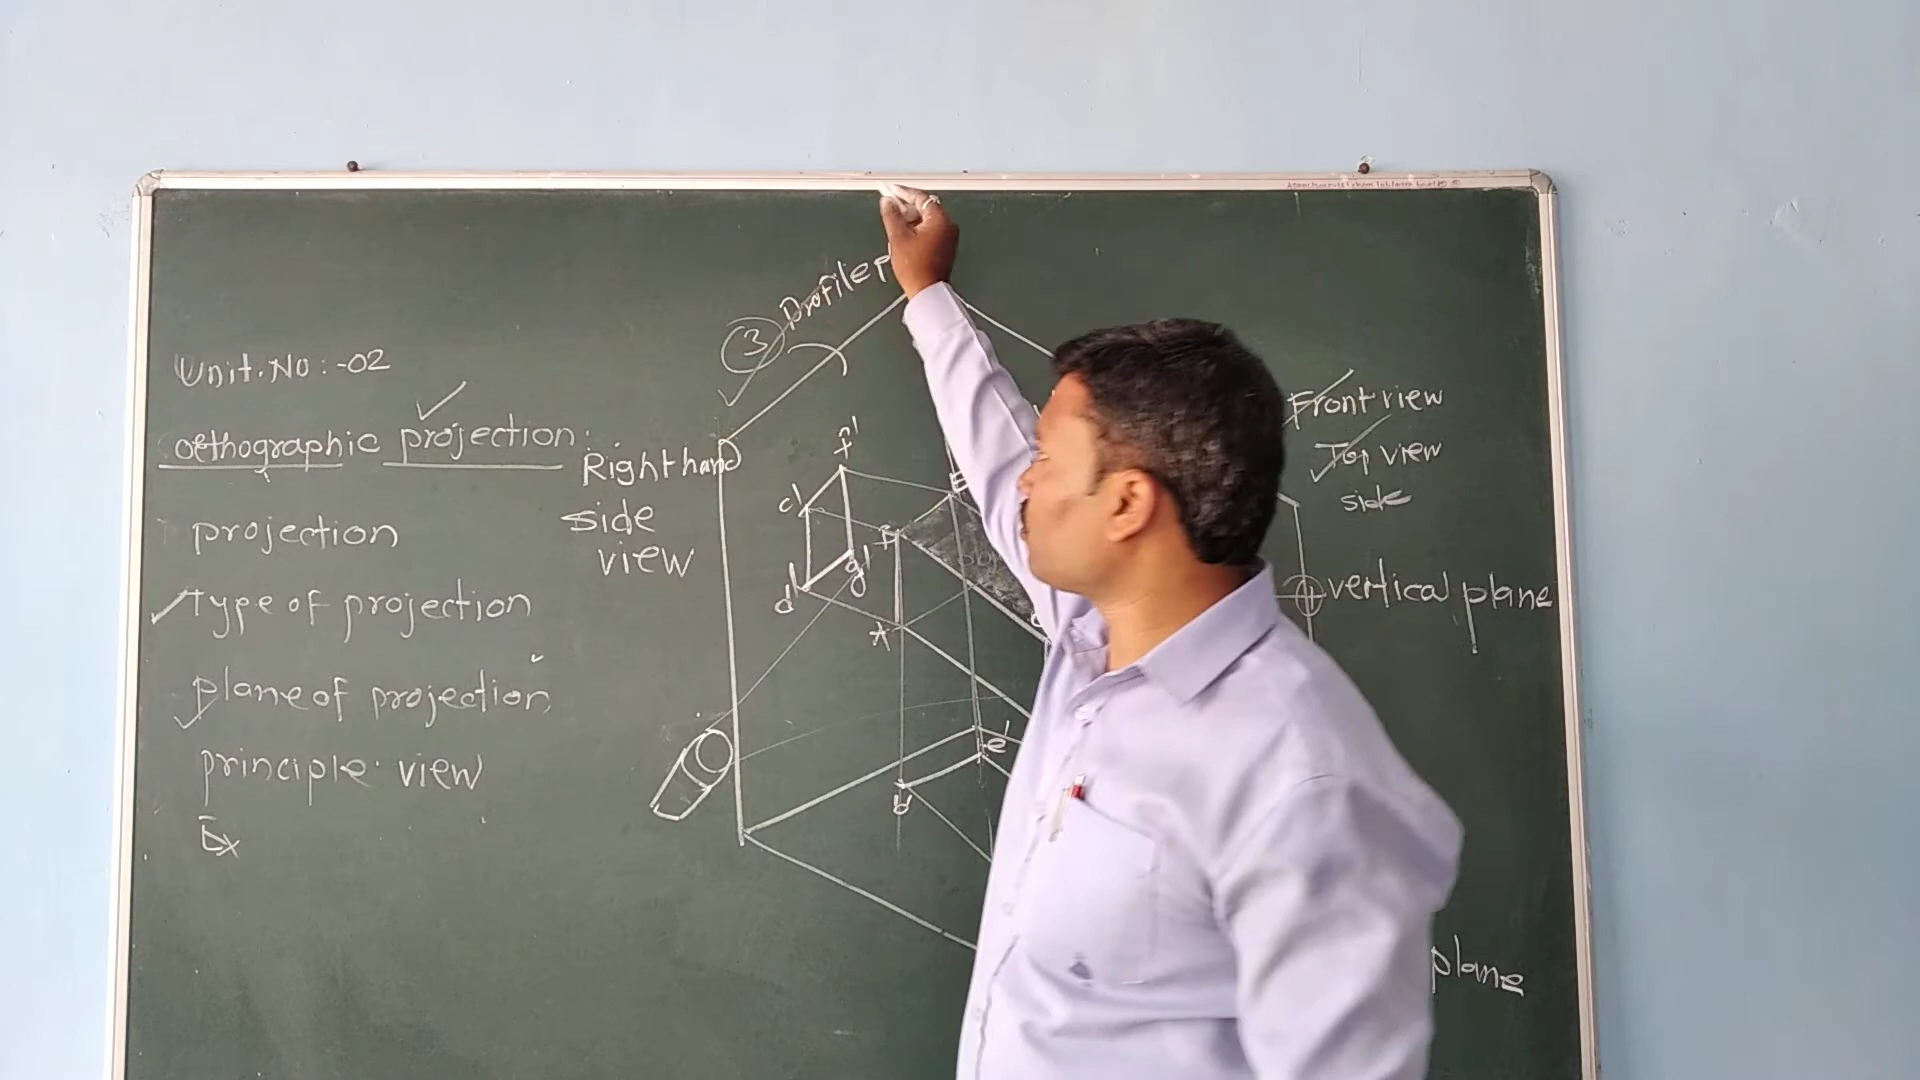 Unit.No:-02
orthographic projection:
projection
Type of projection
plane of projection
principle view
Ex
3
Profile p
Right hand
side
view
f'
c'
g'
d'
E
B
A
e'
b'
Front view
Top view
side
vertical plane
plane